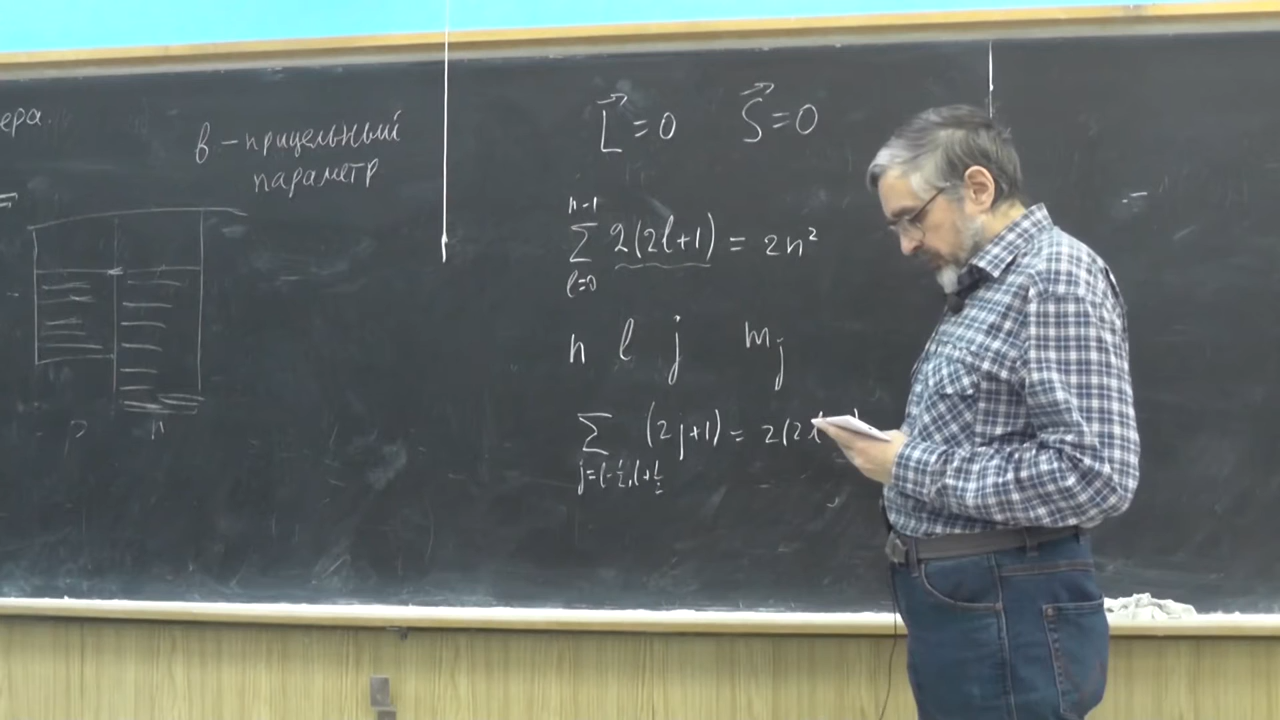 ера.
в – прицельный
параметр
p n
L⃗ = 0 S⃗ = 0
n-1
∑ 2(2l+1) = 2n²
l=0
n l j m_j
∑ (2j+1) = 2(2l
j=l-½, l+½